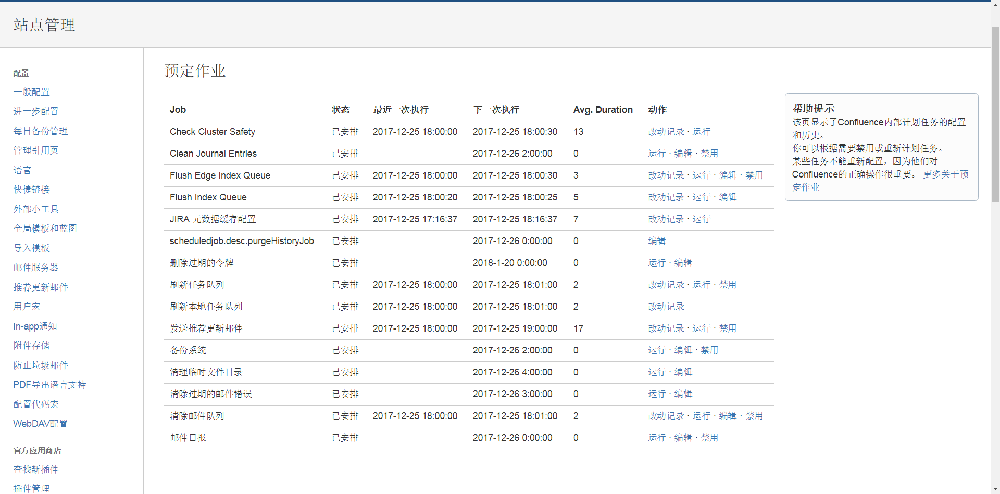 站点管理
配置
一般配置
进一步配置
每日备份管理
管理引用页
语言
快捷链接
外部小工具
全局模板和蓝图
导入模板
邮件服务器
推荐更新邮件
用户宏
In-app通知
附件存储
防止垃圾邮件
PDF导出语言支持
配置代码宏
WebDAV配置
官方应用商店
查找新插件
插件管理
预定作业
Job 状态 最近一次执行 下一次执行 Avg. Duration 动作
Check Cluster Safety 已安排 2017-12-25 18:00:00 2017-12-25 18:00:30 13 改动记录 · 运行
Clean Journal Entries 已安排 2017-12-26 2:00:00 0 运行 · 编辑 · 禁用
Flush Edge Index Queue 已安排 2017-12-25 18:00:00 2017-12-25 18:00:30 3 改动记录 · 运行 · 编辑 · 禁用
Flush Index Queue 已安排 2017-12-25 18:00:20 2017-12-25 18:00:25 5 改动记录 · 运行 · 编辑
JIRA 元数据缓存配置 已安排 2017-12-25 17:16:37 2017-12-25 18:16:37 7 改动记录 · 运行
scheduledjob.desc.purgeHistoryJob 已安排 2017-12-26 0:00:00 0 编辑
删除过期的令牌 已安排 2018-1-20 0:00:00 0 运行 · 编辑
刷新任务队列 已安排 2017-12-25 18:00:00 2017-12-25 18:01:00 2 改动记录 · 运行 · 禁用
刷新本地任务队列 已安排 2017-12-25 18:00:00 2017-12-25 18:01:00 2 改动记录
发送推荐更新邮件 已安排 2017-12-25 18:00:00 2017-12-25 19:00:00 17 改动记录 · 运行 · 禁用
备份系统 已安排 2017-12-26 2:00:00 0 运行 · 编辑 · 禁用
清理临时文件目录 已安排 2017-12-26 4:00:00 0 运行 · 编辑
清除过期的邮件错误 已安排 2017-12-26 3:00:00 0 运行 · 编辑
清除邮件队列 已安排 2017-12-25 18:00:00 2017-12-25 18:01:00 2 改动记录 · 运行 · 编辑 · 禁用
邮件日报 已安排 2017-12-26 0:00:00 0 运行 · 编辑 · 禁用
帮助提示
该页显示了Confluence内部计划任务的配置
和历史。
你可以根据需要禁用或重新计划任务。
某些任务不能重新配置，因为他们对
Confluence的正确操作很重要。 更多关于预
定作业